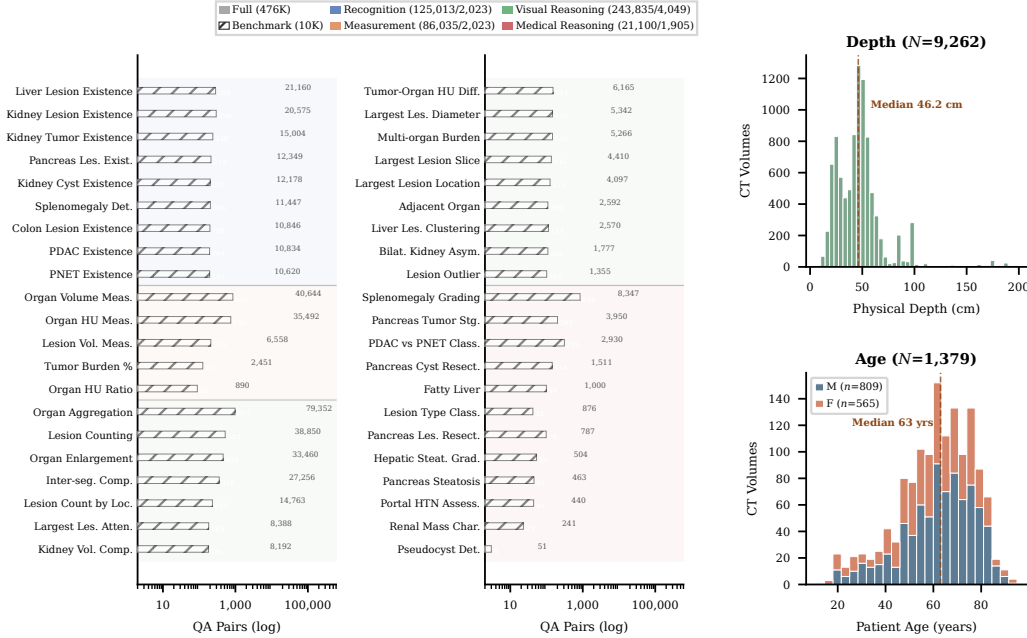 Full (476K)
Recognition (125,013/2,023)
Visual Reasoning (243,835/4,049)
Benchmark (10K)
Measurement (86,035/2,023)
Medical Reasoning (21,100/1,905)
Liver Lesion Existence 21,160
Kidney Lesion Existence 20,575
Kidney Tumor Existence 15,004
Pancreas Les. Exist. 12,349
Kidney Cyst Existence 12,178
Splenomegaly Det. 11,447
Colon Lesion Existence 10,846
PDAC Existence 10,834
PNET Existence 10,620
Organ Volume Meas. 40,644
Organ HU Meas. 35,492
Lesion Vol. Meas. 6,558
Tumor Burden % 2,451
Organ HU Ratio 890
Organ Aggregation 79,352
Lesion Counting 38,850
Organ Enlargement 33,460
Inter-seg. Comp. 27,256
Lesion Count by Loc. 14,763
Largest Les. Atten. 8,388
Kidney Vol. Comp. 8,192
10 1,000 100,000
QA Pairs (log)
Tumor-Organ HU Diff. 6,165
Largest Les. Diameter 5,342
Multi-organ Burden 5,266
Largest Lesion Slice 4,410
Largest Lesion Location 4,097
Adjacent Organ 2,592
Liver Les. Clustering 2,570
Bilat. Kidney Asym. 1,777
Lesion Outlier 1,355
Splenomegaly Grading 8,347
Pancreas Tumor Stg. 3,950
PDAC vs PNET Class. 2,930
Pancreas Cyst Resect. 1,511
Fatty Liver 1,000
Lesion Type Class. 876
Pancreas Les. Resect. 787
Hepatic Steat. Grad. 504
Pancreas Steatosis 463
Portal HTN Assess. 440
Renal Mass Char. 241
Pseudocyst Det. 51
10 1,000 100,000
QA Pairs (log)
Depth (N=9,262)
1200
1000
800
600
400
200
0
CT Volumes
Median 46.2 cm
0 50 100 150 200
Physical Depth (cm)
Age (N=1,379)
140
120
100
80
60
40
20
0
CT Volumes
M (n=809)
F (n=565)
Median 63 yrs
20 40 60 80
Patient Age (years)